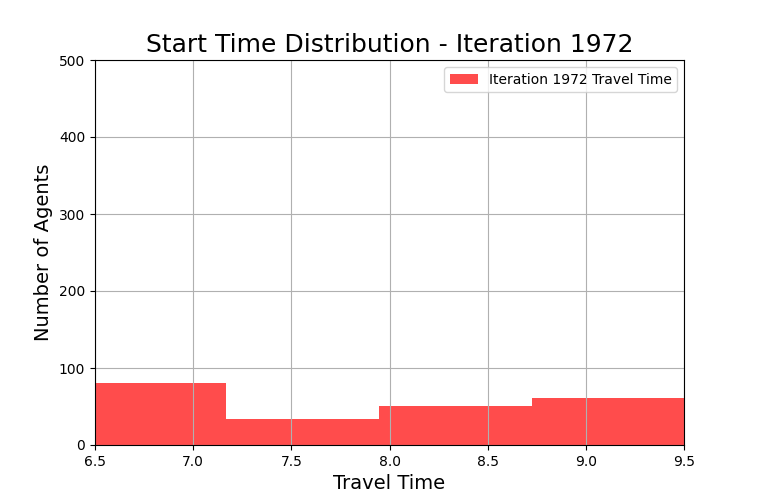 Start Time Distribution - Iteration 1972
Iteration 1972 Travel Time
Number of Agents
500
400
300
200
100
0
6.5 7.0 7.5 8.0 8.5 9.0 9.5
Travel Time